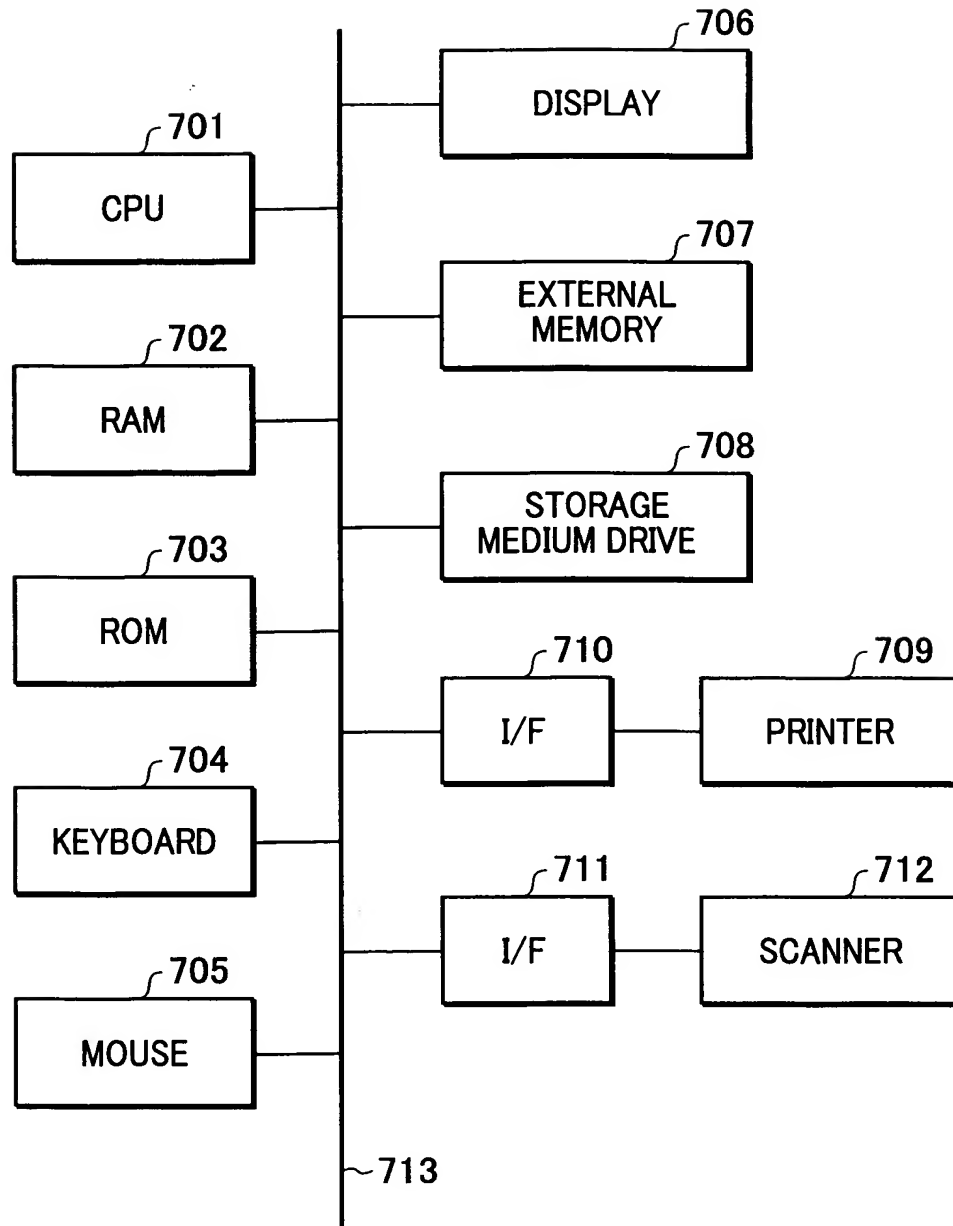 706
DISPLAY
701
CPU
707
EXTERNAL
MEMORY
702
RAM
708
STORAGE
MEDIUM DRIVE
703
ROM
710
I/F
709
PRINTER
704
KEYBOARD
711
I/F
712
SCANNER
705
MOUSE
713